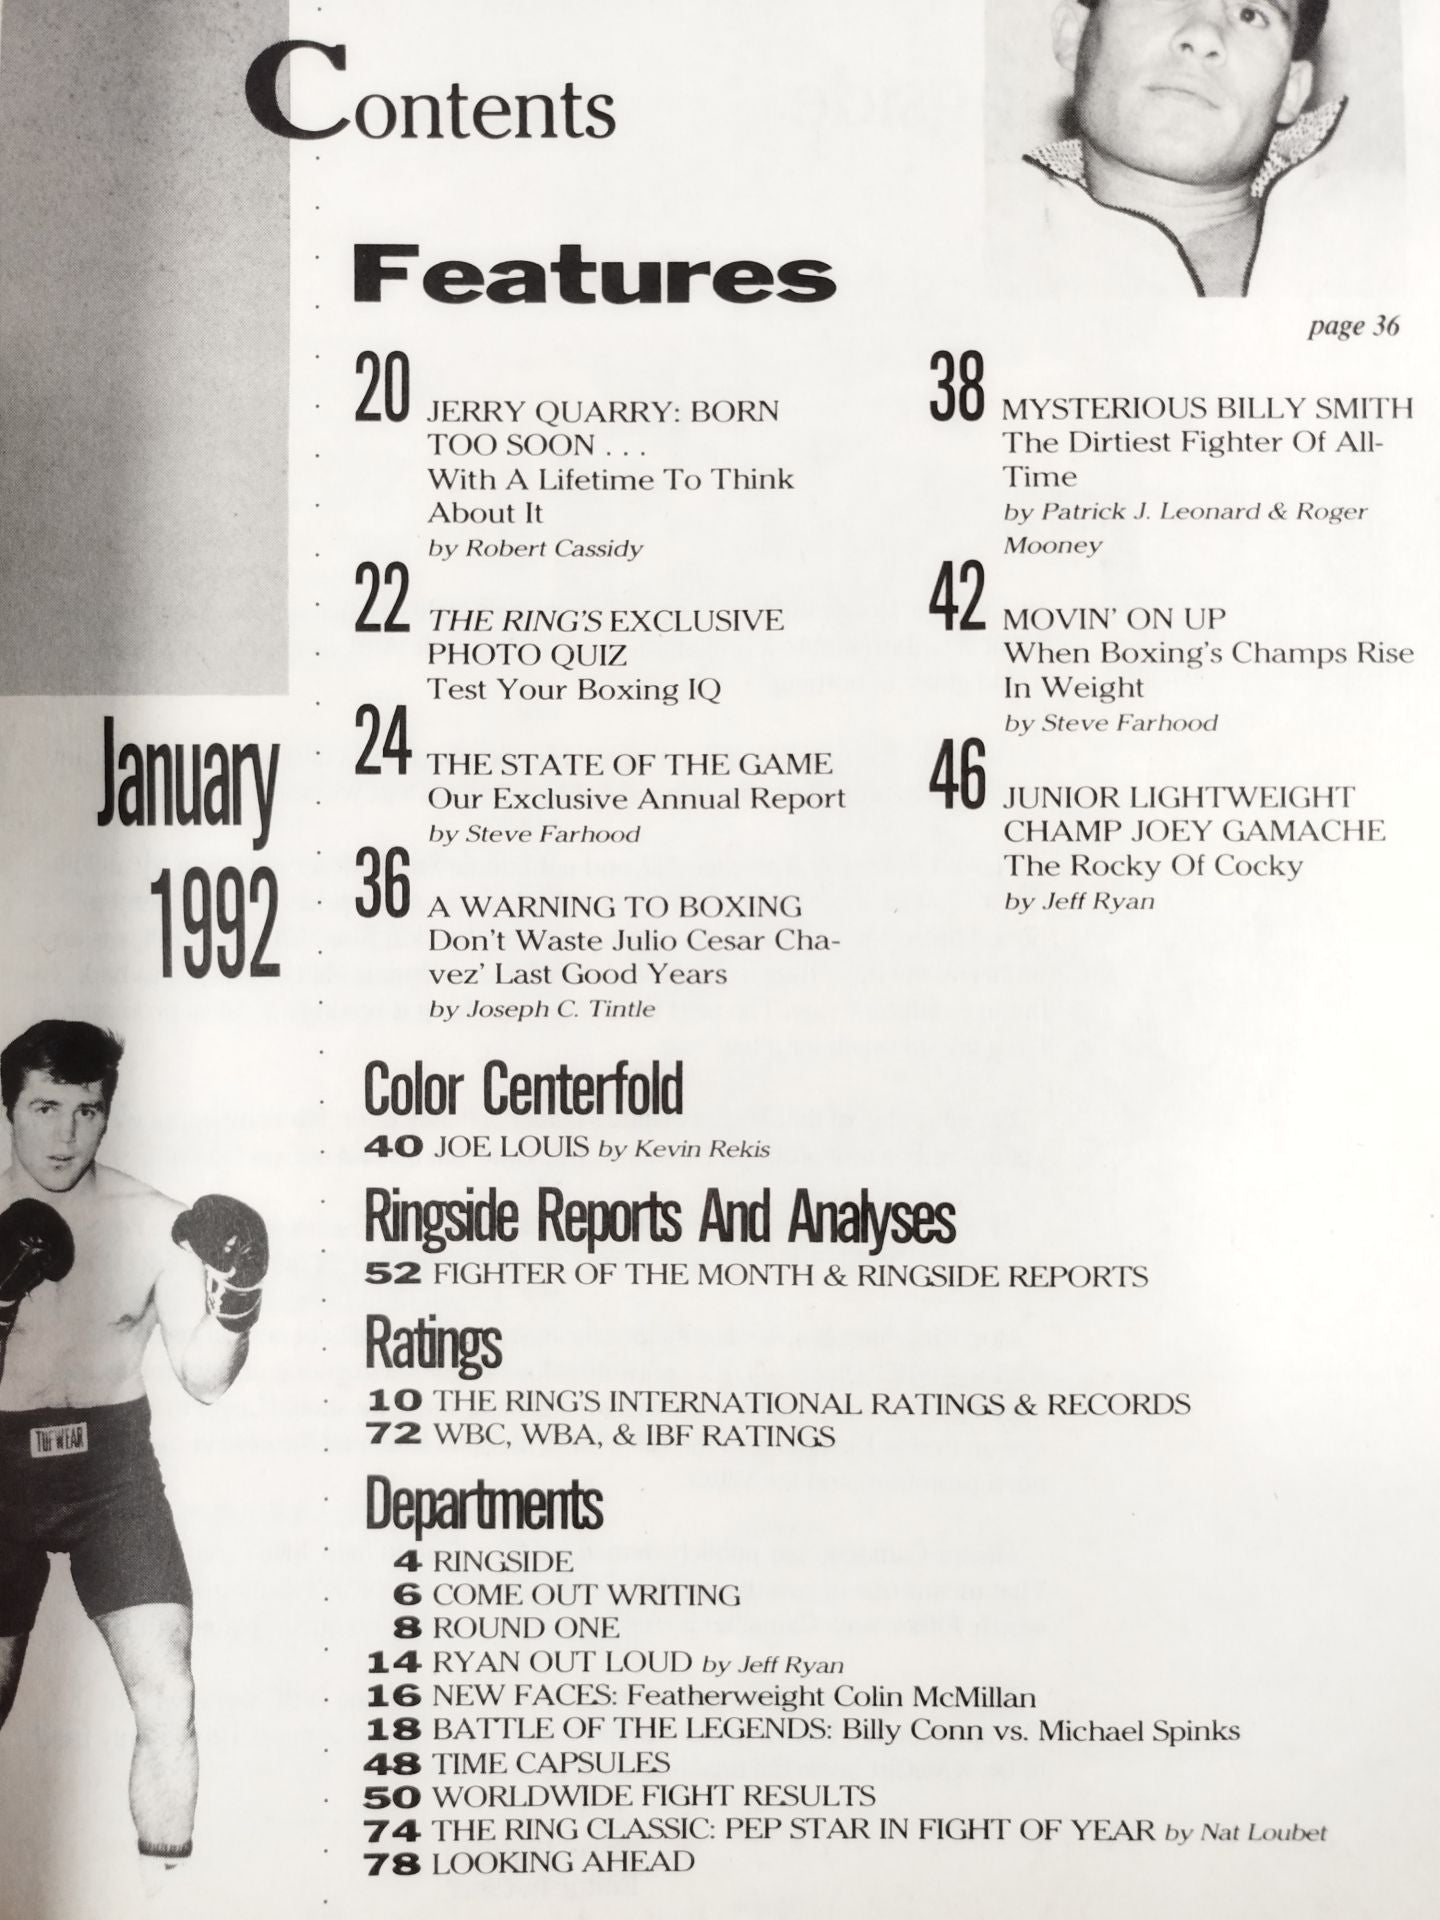 Contents
Features
page 36
20
JERRY QUARRY: BORN
TOO SOON . . .
With A Lifetime To Think
About It
by Robert Cassidy
22
THE RING'S EXCLUSIVE
PHOTO QUIZ
Test Your Boxing IQ
24
THE STATE OF THE GAME
Our Exclusive Annual Report
by Steve Farhood
36
A WARNING TO BOXING
Don't Waste Julio Cesar Cha-
vez' Last Good Years
by Joseph C. Tintle
38
MYSTERIOUS BILLY SMITH
The Dirtiest Fighter Of All-
Time
by Patrick J. Leonard & Roger
Mooney
42
MOVIN' ON UP
When Boxing's Champs Rise
In Weight
by Steve Farhood
46
JUNIOR LIGHTWEIGHT
CHAMP JOEY GAMACHE
The Rocky Of Cocky
by Jeff Ryan
January
1992
Color Centerfold
40 JOE LOUIS by Kevin Rekis
Ringside Reports And Analyses
52 FIGHTER OF THE MONTH & RINGSIDE REPORTS
Ratings
10 THE RING'S INTERNATIONAL RATINGS & RECORDS
72 WBC, WBA, & IBF RATINGS
TUF WEAR
Departments
4 RINGSIDE
6 COME OUT WRITING
8 ROUND ONE
14 RYAN OUT LOUD by Jeff Ryan
16 NEW FACES: Featherweight Colin McMillan
18 BATTLE OF THE LEGENDS: Billy Conn vs. Michael Spinks
48 TIME CAPSULES
50 WORLDWIDE FIGHT RESULTS
74 THE RING CLASSIC: PEP STAR IN FIGHT OF YEAR by Nat Loubet
78 LOOKING AHEAD